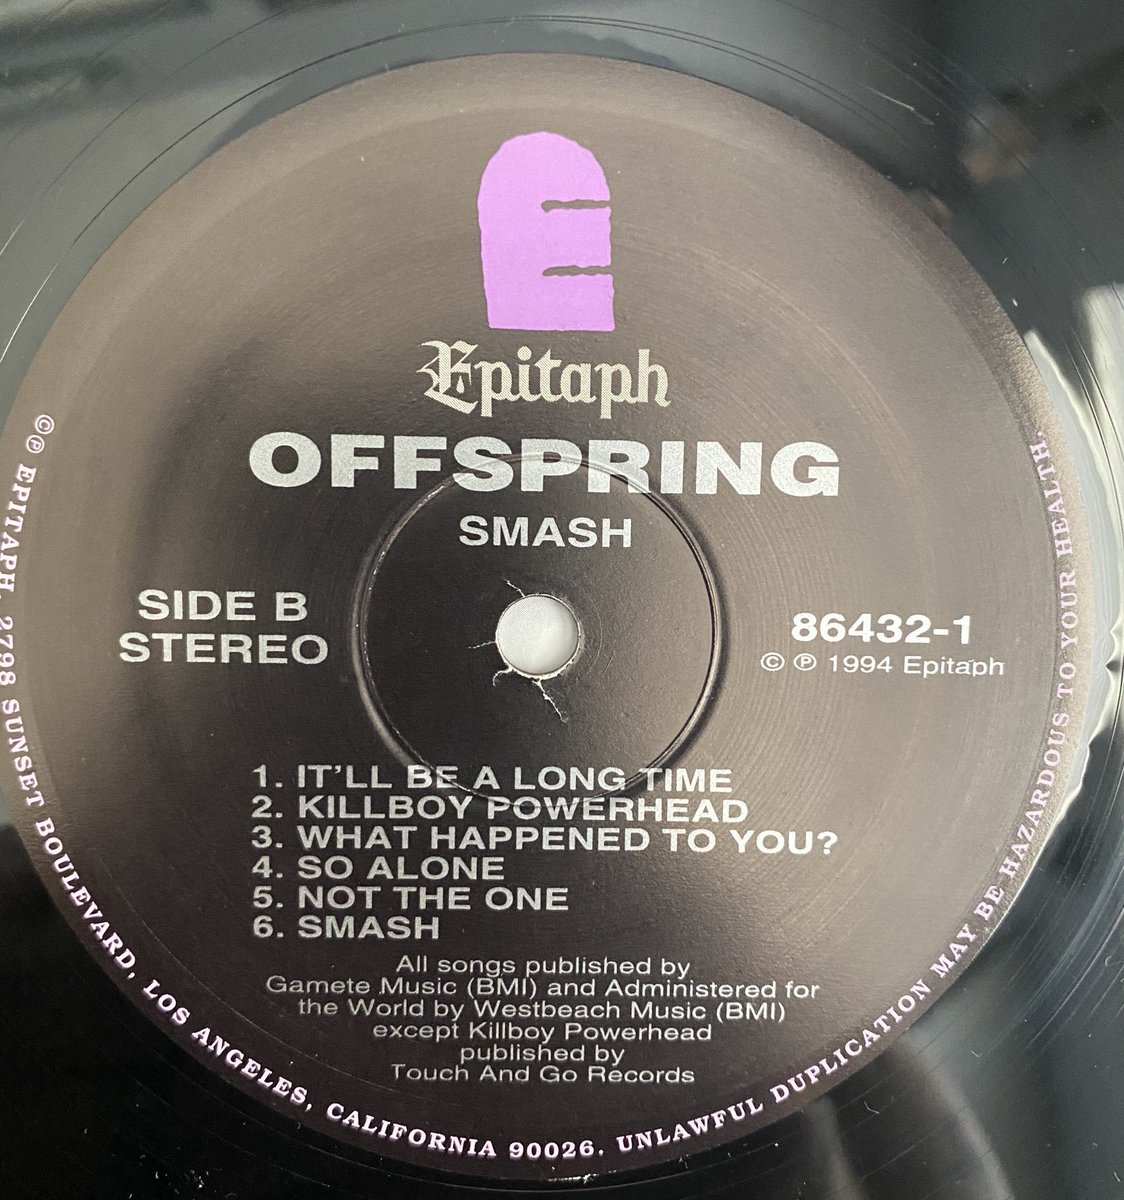 E
Epitaph
OFFSPRING
SMASH
SIDE B
STEREO
86432-1
© ℗ 1994 Epitaph
1. IT'LL BE A LONG TIME
2. KILLBOY POWERHEAD
3. WHAT HAPPENED TO YOU?
4. SO ALONE
5. NOT THE ONE
6. SMASH
All songs published by
Gamete Music (BMI) and Administered for
the World by Westbeach Music (BMI)
except Killboy Powerhead
published by
Touch And Go Records
©℗ EPITAPH, 2798 SUNSET BOULEVARD, LOS ANGELES, CALIFORNIA 90026. UNLAWFUL DUPLICATION MAY BE HAZARDOUS TO YOUR HEALTH.